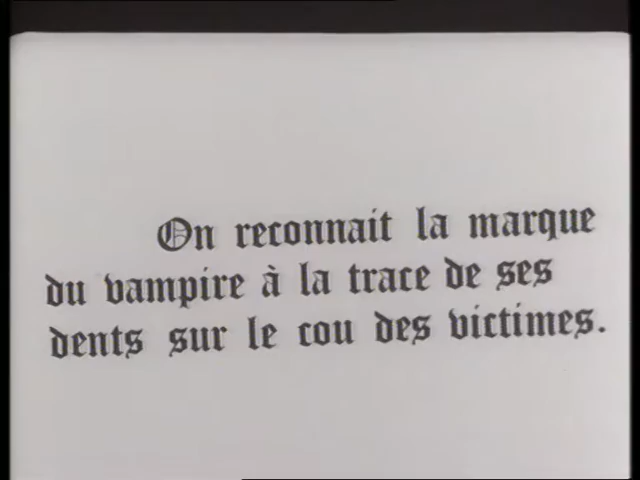 On reconnait la marque
du vampire à la trace de ses
dents sur le cou des victimes.